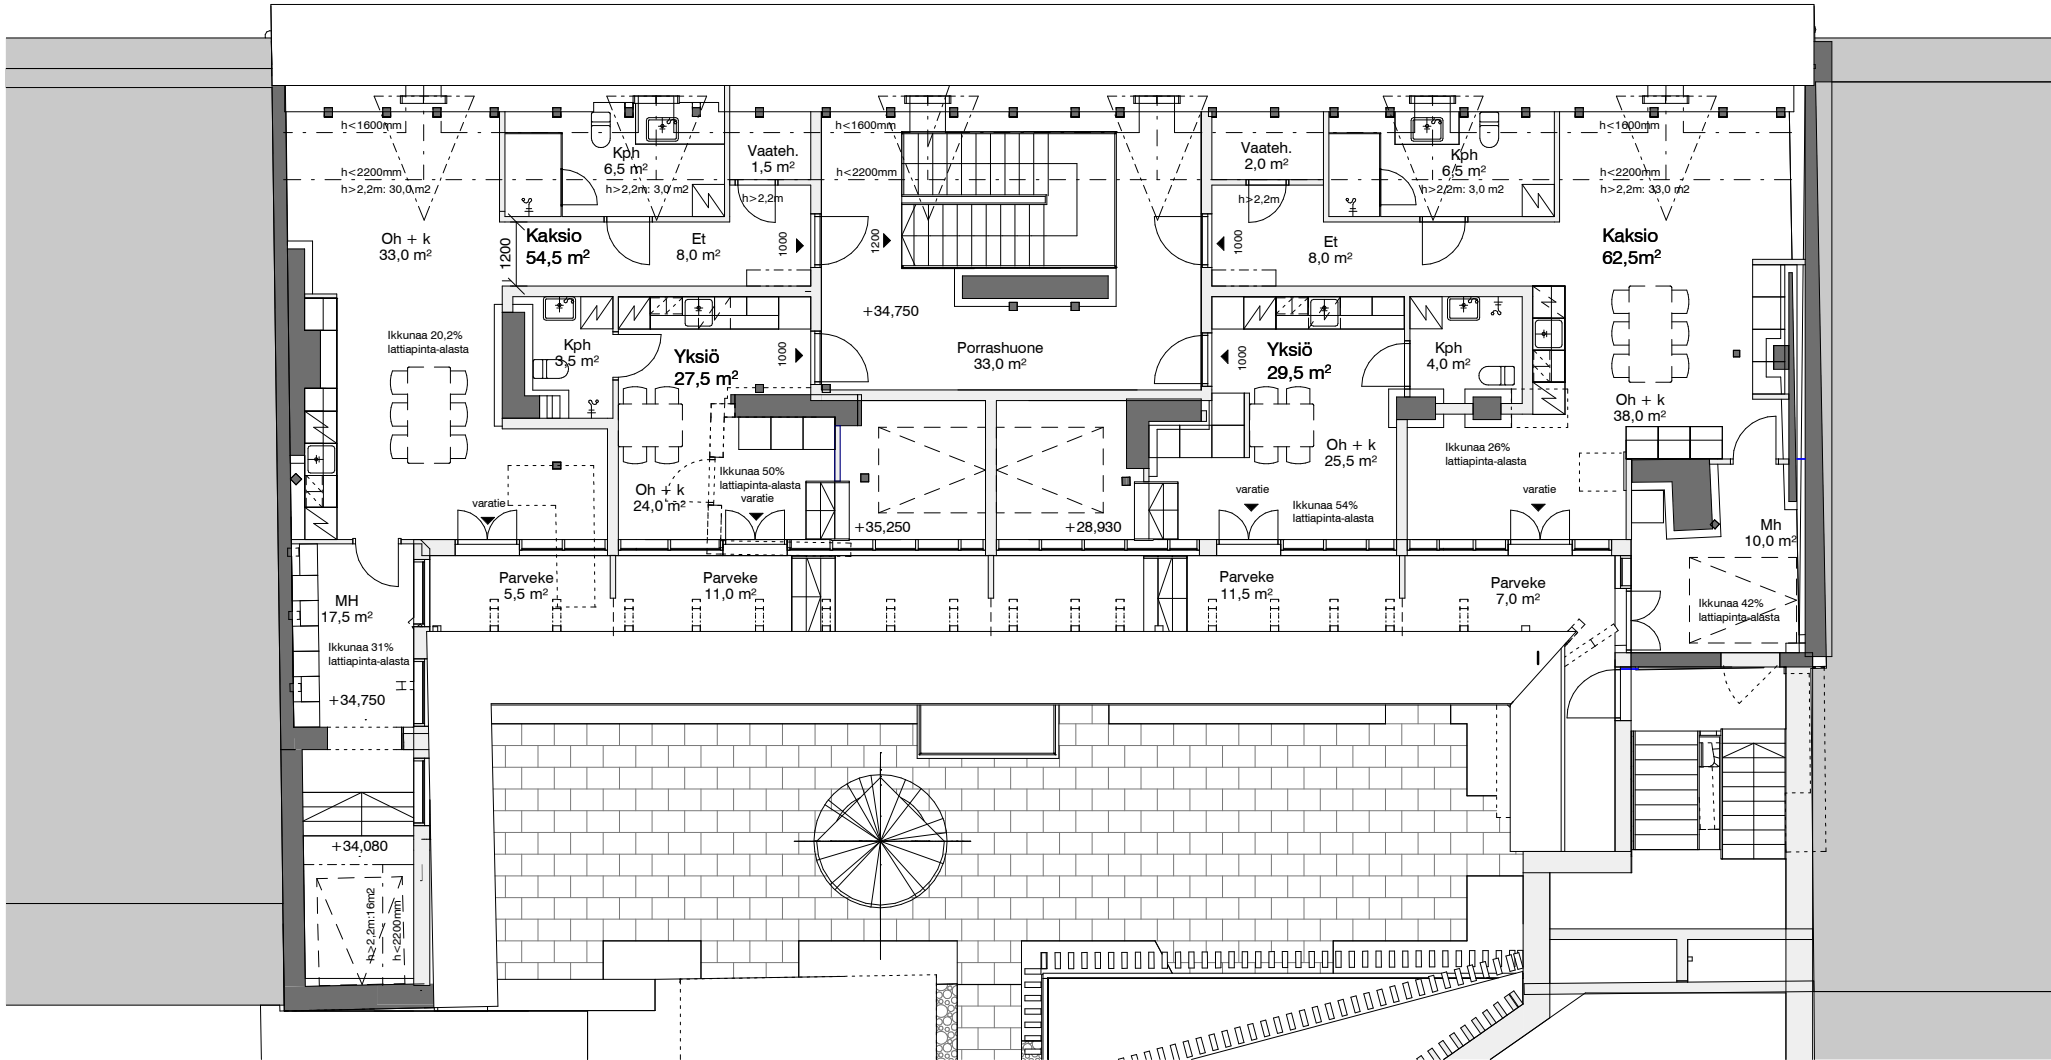 h<1600mm
h<2200mm
h>2,2m: 30,0 m²
Oh + k
33,0 m²
Ikkunaa 20,2%
lattiapinta-alasta
varatie
Kph
6,5 m²
h>2,2m: 3,0 m²
Vaateh.
1,5 m²
h>2,2m
1200
Kaksio
54,5 m²
Et
8,0 m²
1000
1200
Kph
3,5 m²
Yksiö
27,5 m²
1000
Oh + k
24,0 m²
Ikkunaa 50%
lattiapinta-alasta
varatie
h<1600mm
h<2200mm
+34,750
Porrashuone
33,0 m²
+35,250
+28,930
Vaateh.
2,0 m²
h>2,2m
Kph
6,5 m²
h>2,2m: 3,0 m²
1000
Et
8,0 m²
h<1600mm
h<2200mm
h>2,2m: 33,0 m2
Kaksio
62,5m²
1000
Yksiö
29,5 m²
Kph
4,0 m²
Oh + k
25,5 m²
varatie
Ikkunaa 54%
lattiapinta-alasta
Oh + k
38,0 m²
Ikkunaa 26%
lattiapinta-alasta
varatie
Mh
10,0 m²
Ikkunaa 42%
lattiapinta-alasta
MH
17,5 m²
Ikkunaa 31%
lattiapinta-alasta
+34,750
Parveke
5,5 m²
Parveke
11,0 m²
Parveke
11,5 m²
Parveke
7,0 m²
+34,080
h>2,2m:16m2
h<2200mm